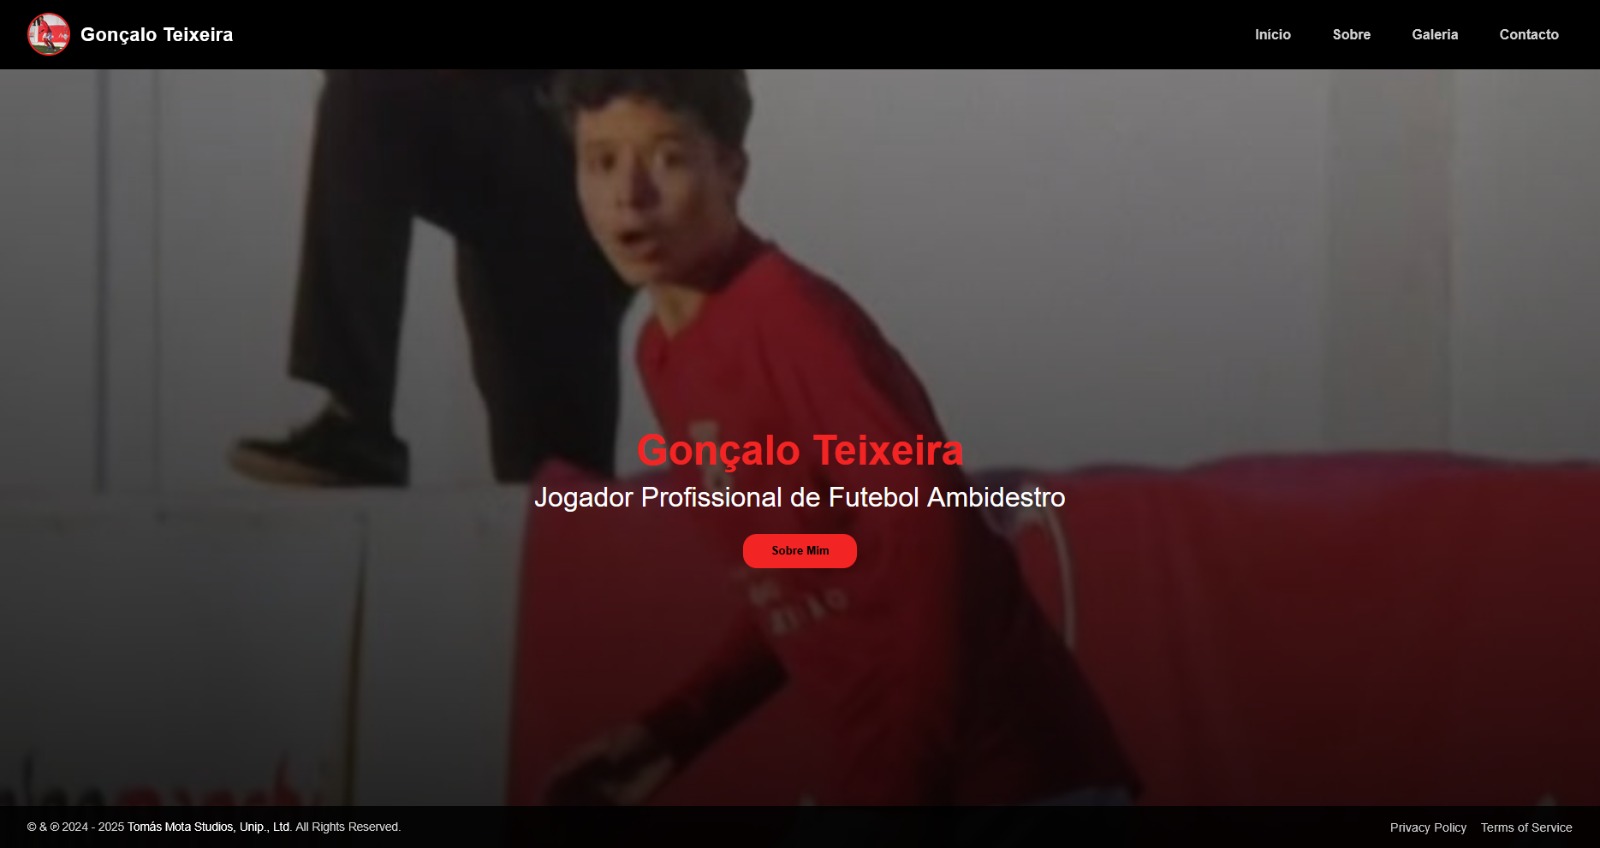 Gonçalo Teixeira
Início
Sobre
Galeria
Contacto
Gonçalo Teixeira
Jogador Profissional de Futebol Ambidestro
Sobre Mim
© & ℗ 2024 - 2025 Tomás Mota Studios, Unip., Ltd. All Rights Reserved.
Privacy Policy
Terms of Service